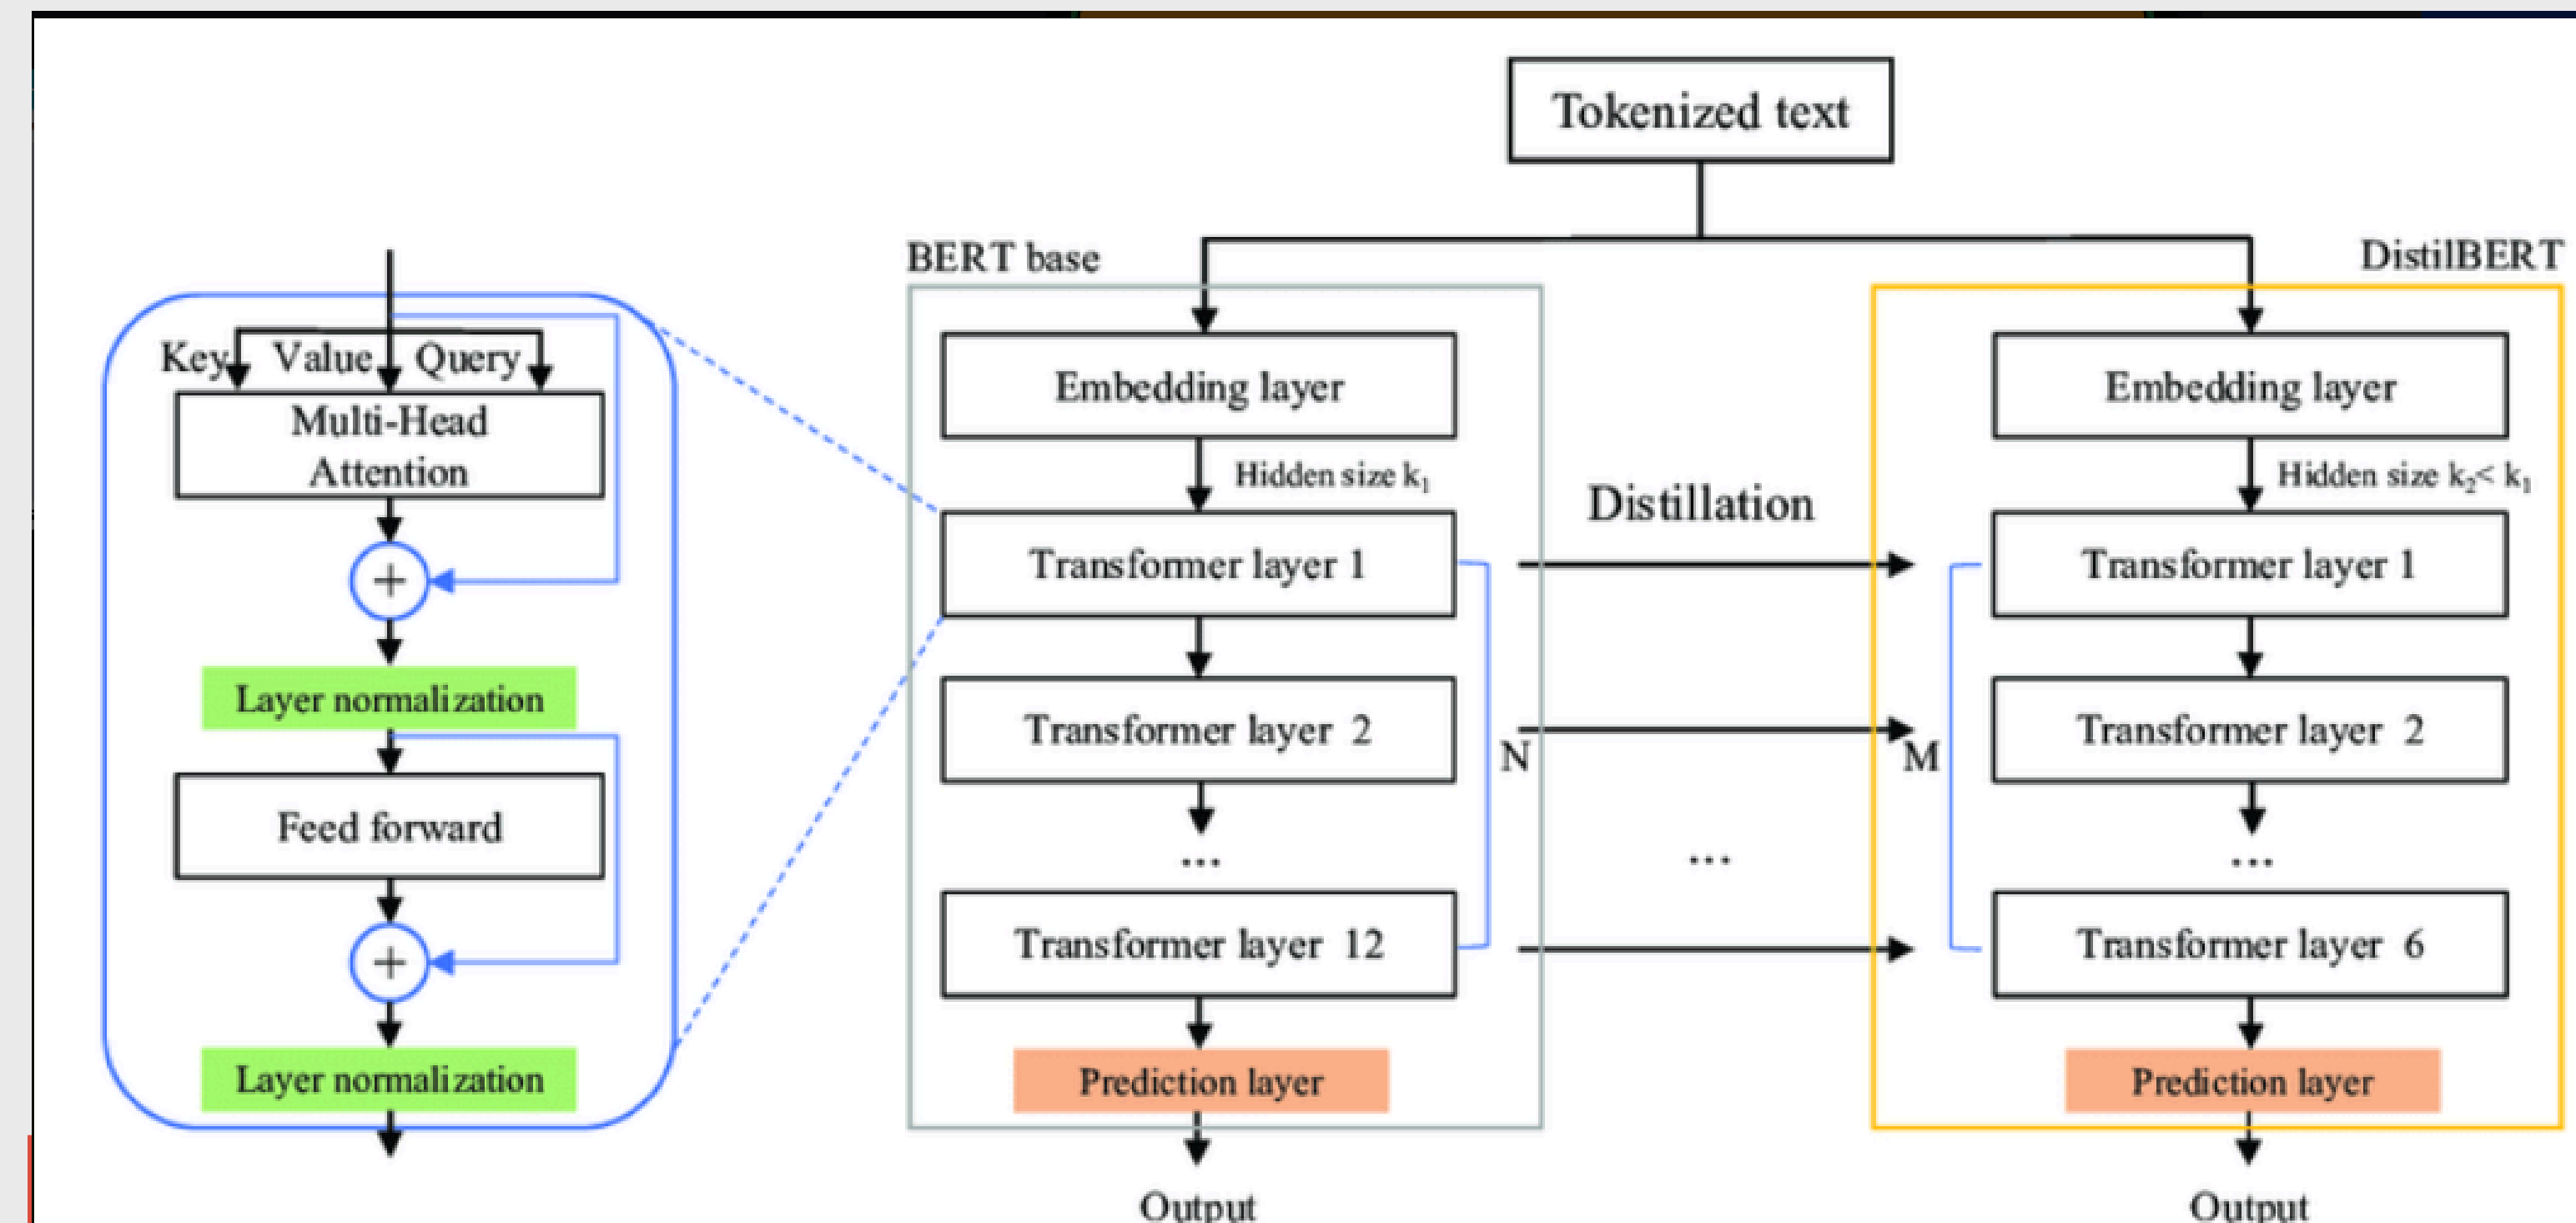 Tokenized text
BERT base
DistilBERT
Key Value Query
Multi-Head
Attention
+
Layer normalization
Feed forward
+
Layer normalization
Embedding layer
Hidden size k₁
Transformer layer 1
Transformer layer 2
...
Transformer layer 12
Prediction layer
Output
N
Distillation
...
M
Embedding layer
Hidden size k₂< k₁
Transformer layer 1
Transformer layer 2
...
Transformer layer 6
Prediction layer
Output